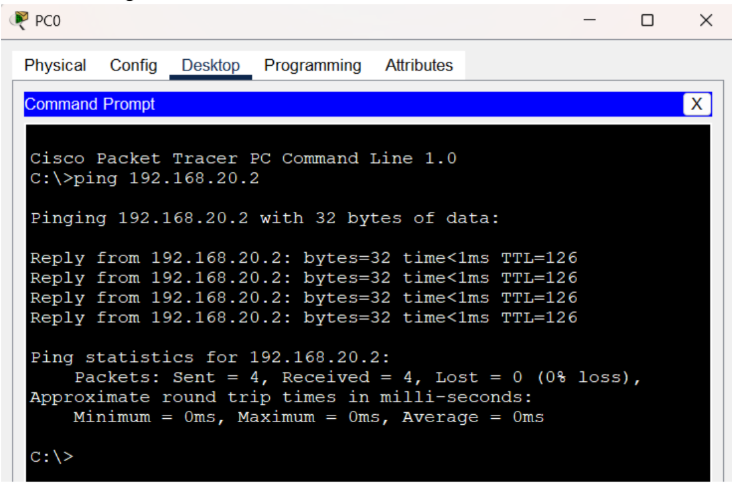 PC0
Physical Config Desktop Programming Attributes
Command Prompt
X
Cisco Packet Tracer PC Command Line 1.0
C:\>ping 192.168.20.2
Pinging 192.168.20.2 with 32 bytes of data:
Reply from 192.168.20.2: bytes=32 time<1ms TTL=126
Reply from 192.168.20.2: bytes=32 time<1ms TTL=126
Reply from 192.168.20.2: bytes=32 time<1ms TTL=126
Reply from 192.168.20.2: bytes=32 time<1ms TTL=126
Ping statistics for 192.168.20.2:
Packets: Sent = 4, Received = 4, Lost = 0 (0% loss),
Approximate round trip times in milli-seconds:
Minimum = 0ms, Maximum = 0ms, Average = 0ms
C:\>